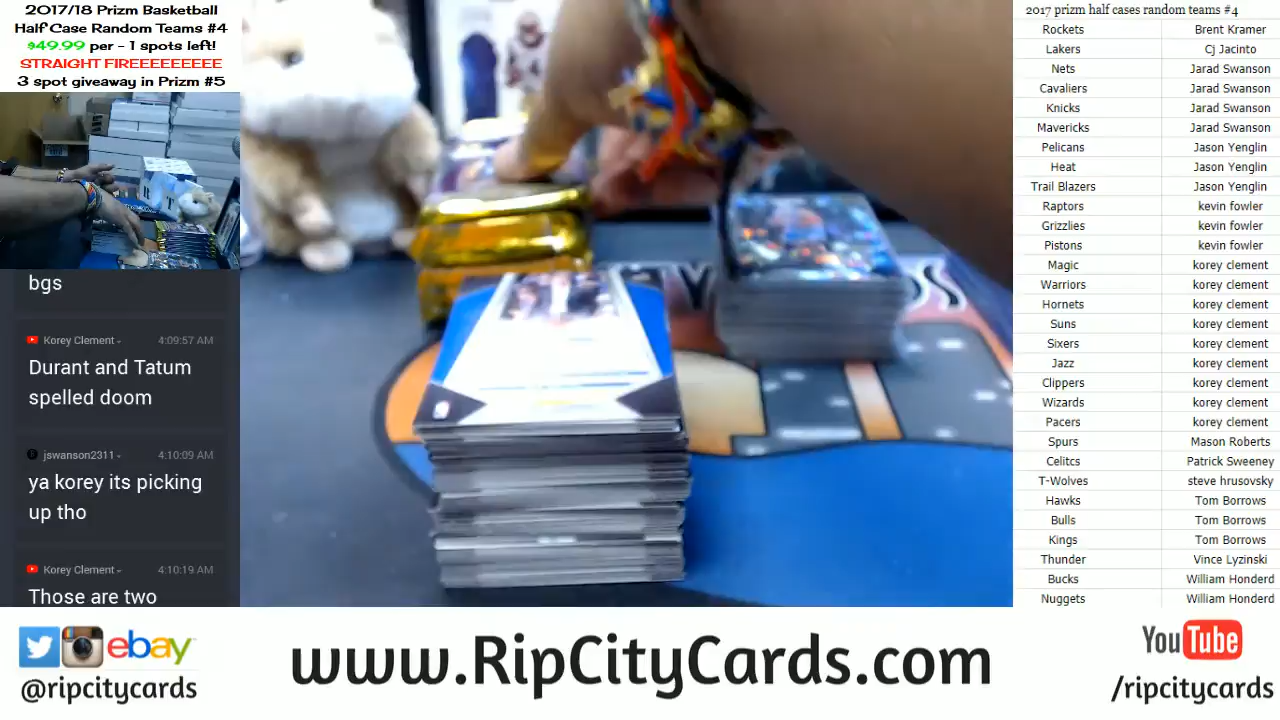 2017/18 Prizm Basketball
Half Case Random Teams #4
$49.99 per - 1 spots left!
STRAIGHT FIREEEEEEEEE
3 spot giveaway in Prizm #5
bgs
Korey Clement 4:09:57 AM
Durant and Tatum
spelled doom
jswanson2311 4:10:09 AM
ya korey its picking
up tho
Korey Clement 4:10:19 AM
Those are two
2017 prizm half cases random teams #4
Rockets Brent Kramer
Lakers Cj Jacinto
Nets Jarad Swanson
Cavaliers Jarad Swanson
Knicks Jarad Swanson
Mavericks Jarad Swanson
Pelicans Jason Yenglin
Heat Jason Yenglin
Trail Blazers Jason Yenglin
Raptors kevin fowler
Grizzlies kevin fowler
Pistons kevin fowler
Magic korey clement
Warriors korey clement
Hornets korey clement
Suns korey clement
Sixers korey clement
Jazz korey clement
Clippers korey clement
Wizards korey clement
Pacers korey clement
Spurs Mason Roberts
Celitcs Patrick Sweeney
T-Wolves steve hrusovsky
Hawks Tom Borrows
Bulls Tom Borrows
Kings Tom Borrows
Thunder Vince Lyzinski
Bucks William Honderd
Nuggets William Honderd
ebay
@ripcitycards
www.RipCityCards.com
YouTube
/ripcitycards